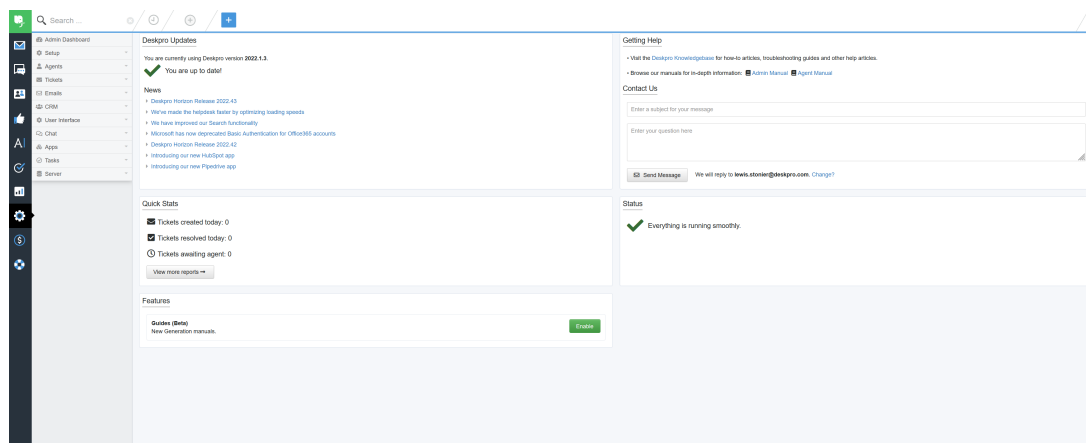 Search ...
Admin Dashboard
Setup
Agents
Tickets
Emails
CRM
User Interface
Chat
Apps
Tasks
Server
Deskpro Updates
You are currently using Deskpro version 2022.1.3.
You are up to date!
News
Deskpro Horizon Release 2022.43
We've made the helpdesk faster by optimizing loading speeds
We have improved our Search functionality
Microsoft has now deprecated Basic Authentication for Office365 accounts
Deskpro Horizon Release 2022.42
Introducing our new HubSpot app
Introducing our new Pipedrive app
Getting Help
• Visit the Deskpro Knowledgebase for how-to articles, troubleshooting guides and other help articles.
• Browse our manuals for in-depth information: Admin Manual Agent Manual
Contact Us
Enter a subject for your message
Enter your question here
Send Message We will reply to lewis.stonier@deskpro.com. Change?
Quick Stats
Tickets created today: 0
Tickets resolved today: 0
Tickets awaiting agent: 0
View more reports →
Status
Everything is running smoothly.
Features
Guides (Beta)
New Generation manuals.
Enable